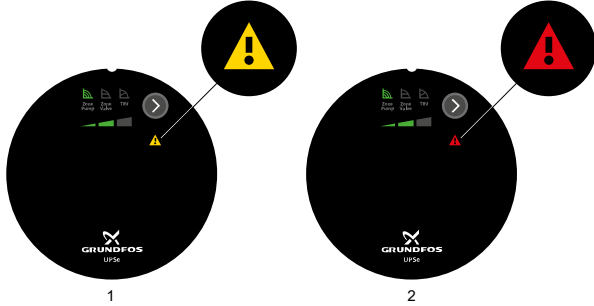 Zone Pump
Zone Valve
TRV
GRUNDFOS
UPSe
1
Zone Pump
Zone Valve
TRV
GRUNDFOS
UPSe
2